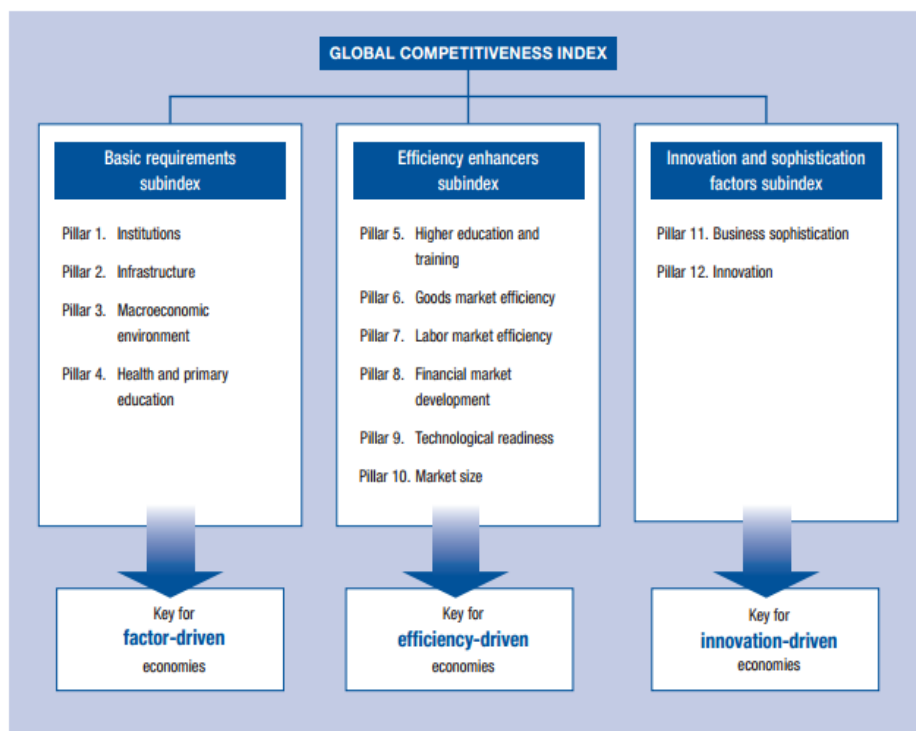 GLOBAL COMPETITIVENESS INDEX
Basic requirements
subindex
Pillar 1. Institutions
Pillar 2. Infrastructure
Pillar 3. Macroeconomic
environment
Pillar 4. Health and primary
education
Key for
factor-driven
economies
Efficiency enhancers
subindex
Pillar 5. Higher education and
training
Pillar 6. Goods market efficiency
Pillar 7. Labor market efficiency
Pillar 8. Financial market
development
Pillar 9. Technological readiness
Pillar 10. Market size
Key for
efficiency-driven
economies
Innovation and sophistication
factors subindex
Pillar 11. Business sophistication
Pillar 12. Innovation
Key for
innovation-driven
economies